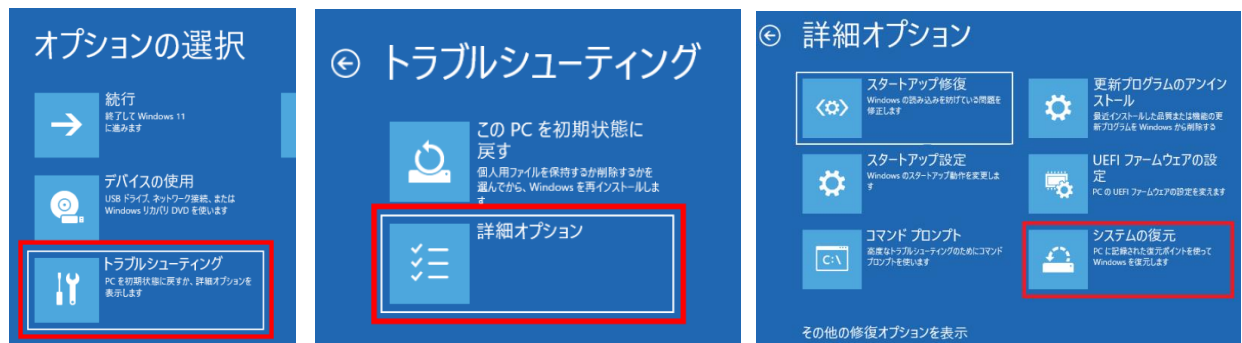 オプションの選択
続行
終了して Windows 11
に進みます
デバイスの使用
USB ドライブ、ネットワーク接続、または
Windows リカバリ DVD を使います
トラブルシューティング
PC を初期状態に戻すか、詳細オプションを
表示します
トラブルシューティング
この PC を初期状態に
戻す
個人用ファイルを保持するか削除するかを
選んでから、Windows を再インストールしま
す
詳細オプション
詳細オプション
スタートアップ修復
Windows の読み込みを妨げている問題を
修正します
スタートアップ設定
Windows のスタートアップ動作を変更しま
す
コマンド プロンプト
高度なトラブルシューティングのためにコマンド
プロンプトを使います
C:\
更新プログラムのアンイン
ストール
最近インストールした品質または機能の更
新プログラムを Windows から削除する
UEFI ファームウェアの設
定
PC の UEFI ファームウェアの設定を変えます
システムの復元
PC に記録された復元ポイントを使って
Windows を復元します
その他の修復オプションを表示